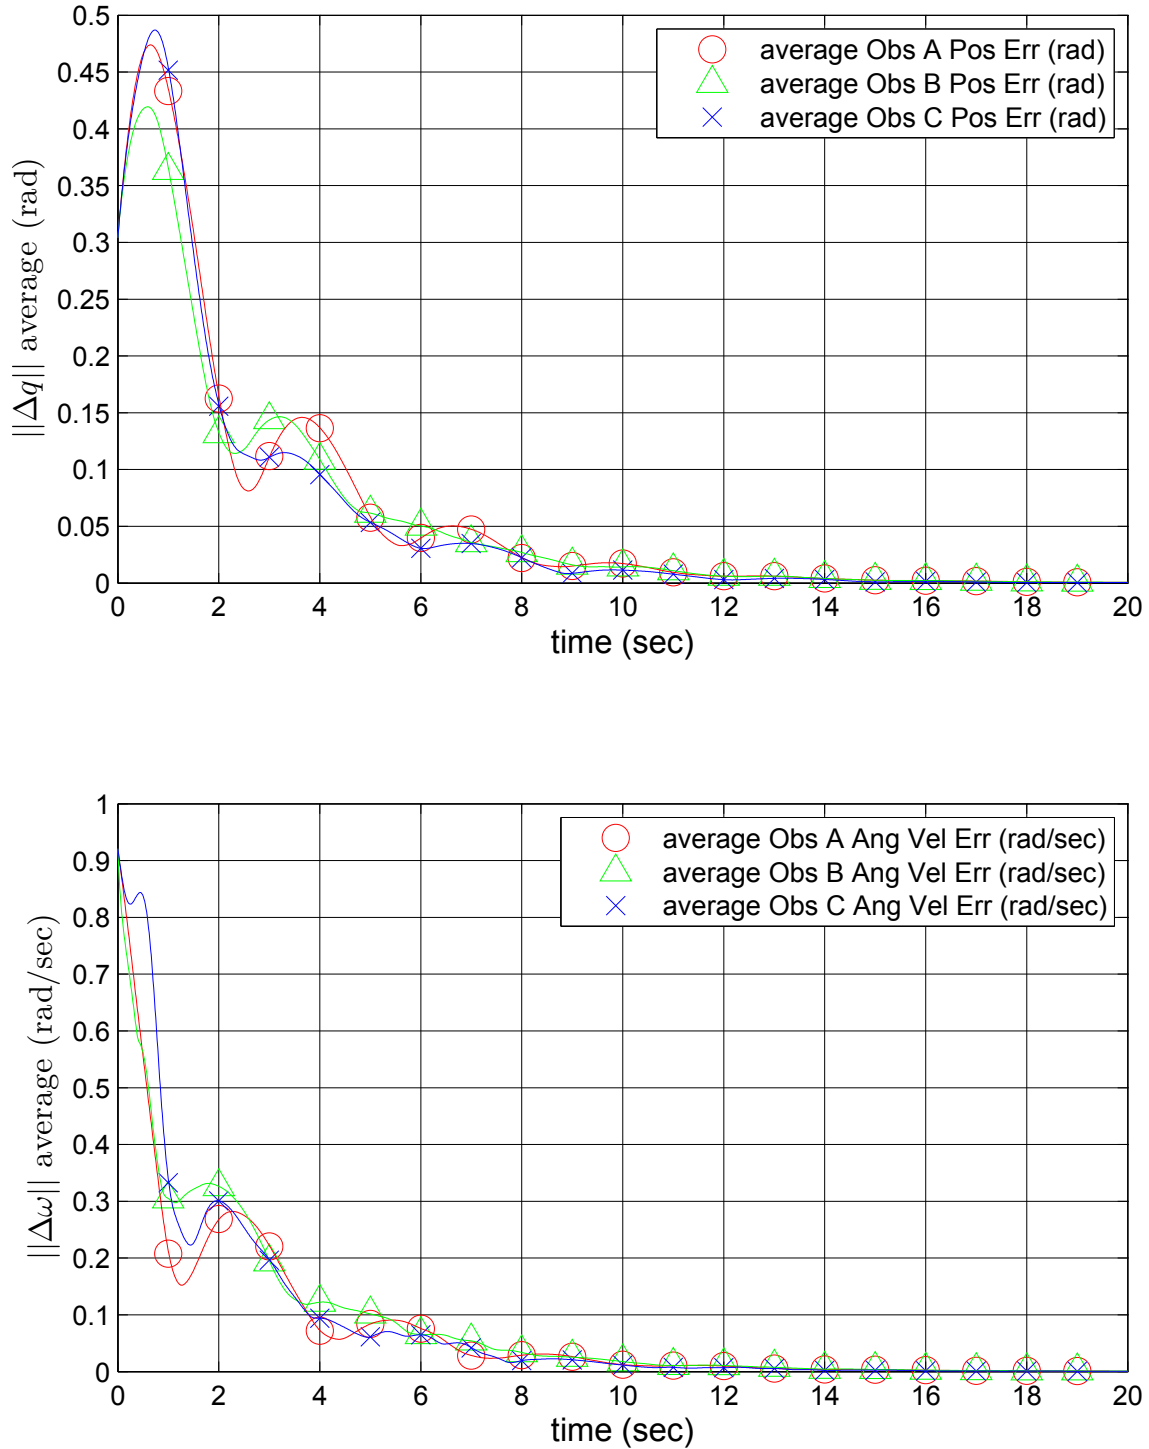 0.5
0.45
0.4
0.35
0.3
0.25
0.2
0.15
0.1
0.05
0
||Δq|| average (rad)
average Obs A Pos Err (rad)
average Obs B Pos Err (rad)
average Obs C Pos Err (rad)
0 2 4 6 8 10 12 14 16 18 20
time (sec)
1
0.9
0.8
0.7
0.6
0.5
0.4
0.3
0.2
0.1
0
||Δω|| average (rad/sec)
average Obs A Ang Vel Err (rad/sec)
average Obs B Ang Vel Err (rad/sec)
average Obs C Ang Vel Err (rad/sec)
0 2 4 6 8 10 12 14 16 18 20
time (sec)